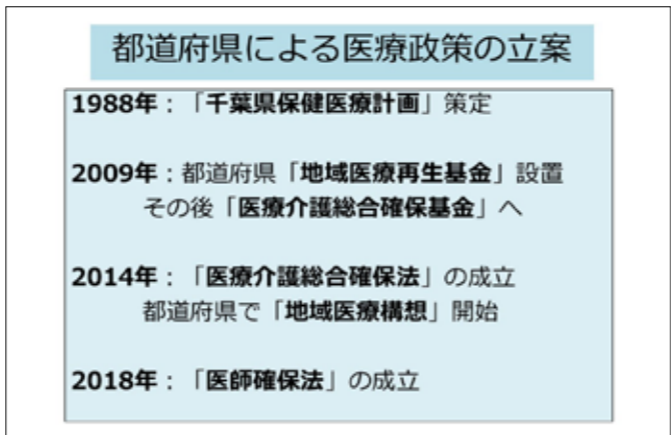 都道府県による医療政策の立案
1988年：「千葉県保健医療計画」策定
2009年：都道府県「地域医療再生基金」設置
その後「医療介護総合確保基金」へ
2014年：「医療介護総合確保法」の成立
都道府県で「地域医療構想」開始
2018年：「医師確保法」の成立